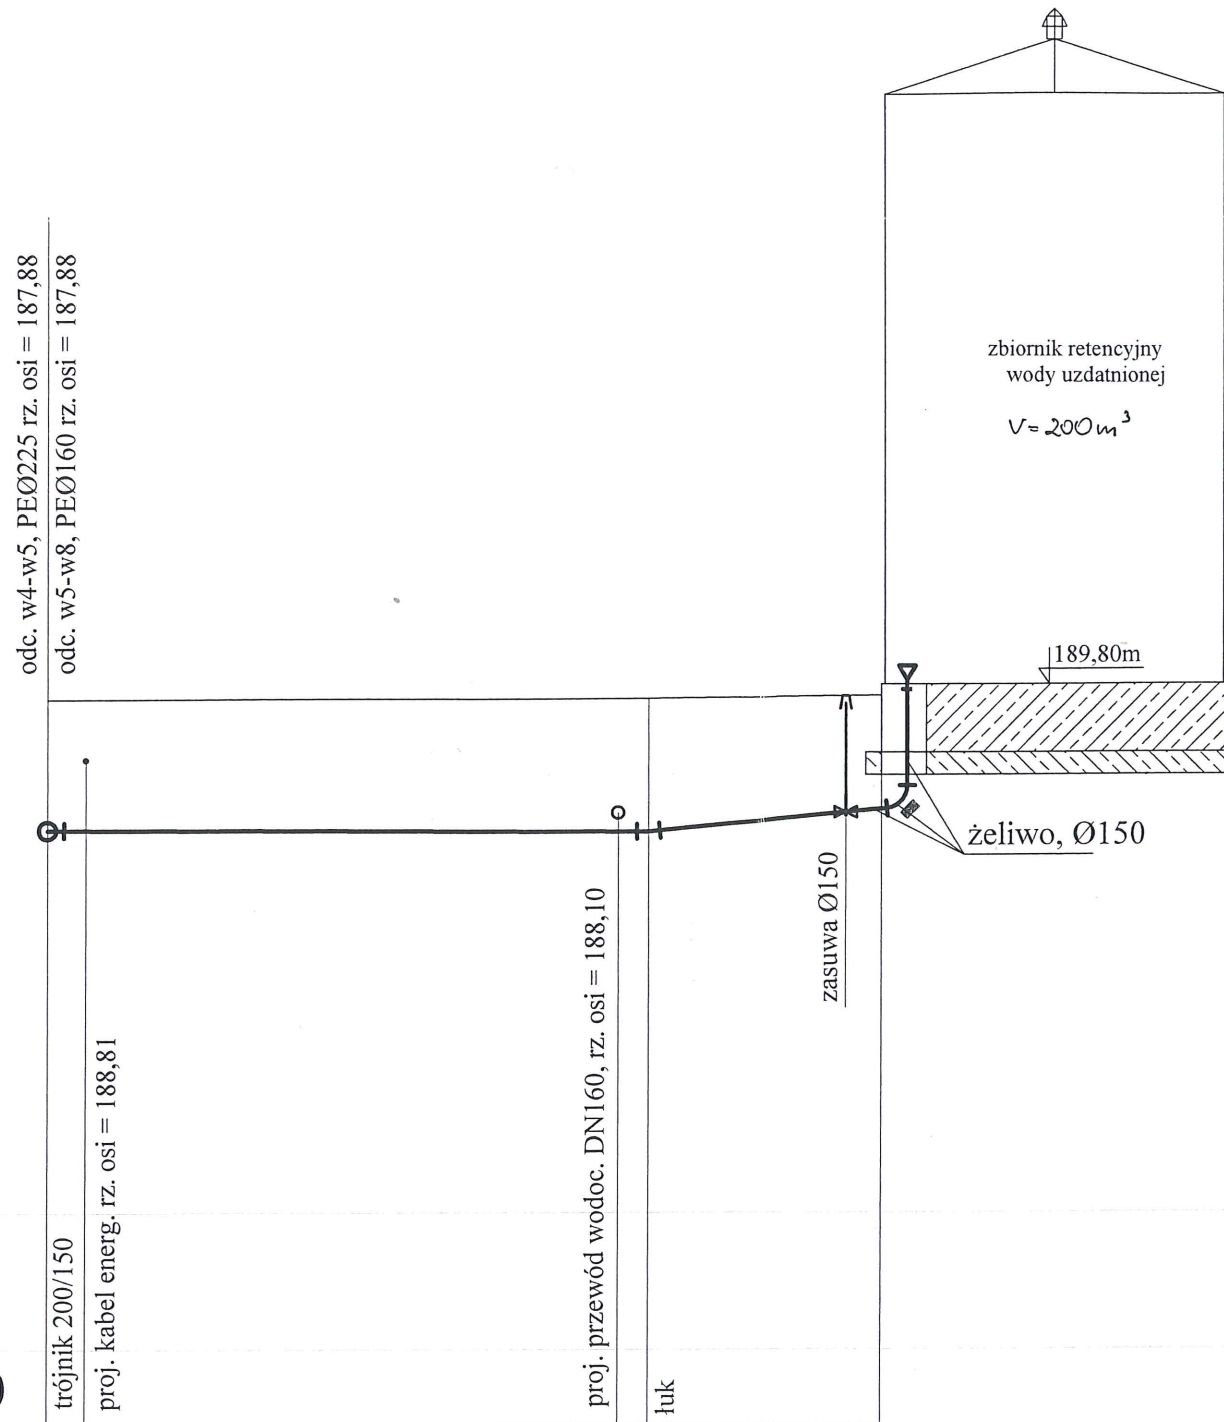 odc. w4-w5, PEØ225 rz. osi = 187,88
odc. w5-w8, PEØ160 rz. osi = 187,88
zbiornik retencyjny
wody uzdatnionej
V=200m³
189,80m
żeliwo, Ø150
zasuwa Ø150
proj. przewód wodoc. DN160, rz. osi = 188,10
łuk
trójnik 200/150
proj. kabel energ. rz. osi = 188,81